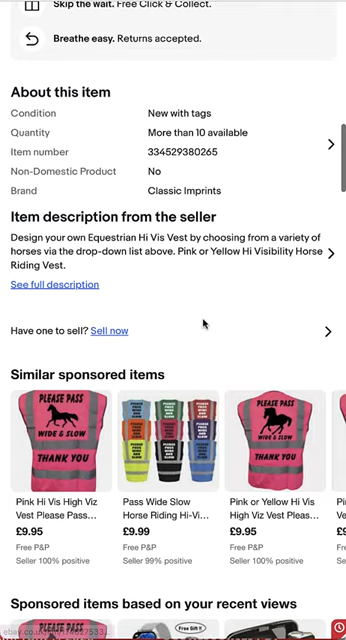 Skip the wait. Free Click & Collect.
Breathe easy. Returns accepted.
About this item
Condition New with tags
Quantity More than 10 available
Item number 334529380265
Non-Domestic Product No
Brand Classic Imprints
Item description from the seller
Design your own Equestrian Hi Vis Vest by choosing from a variety of
horses via the drop-down list above. Pink or Yellow Hi Visibility Horse
Riding Vest.
See full description
Have one to sell? Sell now
Similar sponsored items
PLEASE PASS
WIDE & SLOW
THANK YOU
PLEASE PASS
WIDE & SLOW
THANK YOU
Pink Hi Vis High Viz
Vest Please Pass...
£9.95
Free P&P
Seller 100% positive
Pass Wide Slow
Horse Riding Hi-Vi...
£9.99
Free P&P
Seller 99% positive
Pink or Yellow Hi Vis
High Viz Vest Pleas...
£9.95
Free P&P
Seller 100% positive
Sponsored items based on your recent views
PLEASE PASS
Free Gift !!